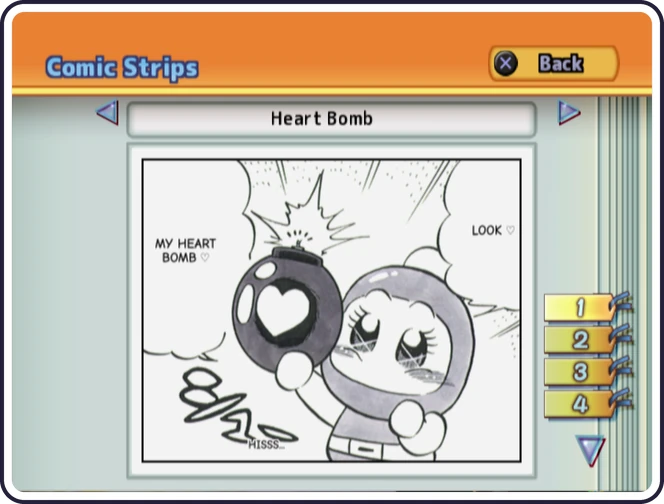 Comic Strips
Back
Heart Bomb
LOOK ♡
MY HEART
BOMB ♡
HISSS...
1
2
3
4